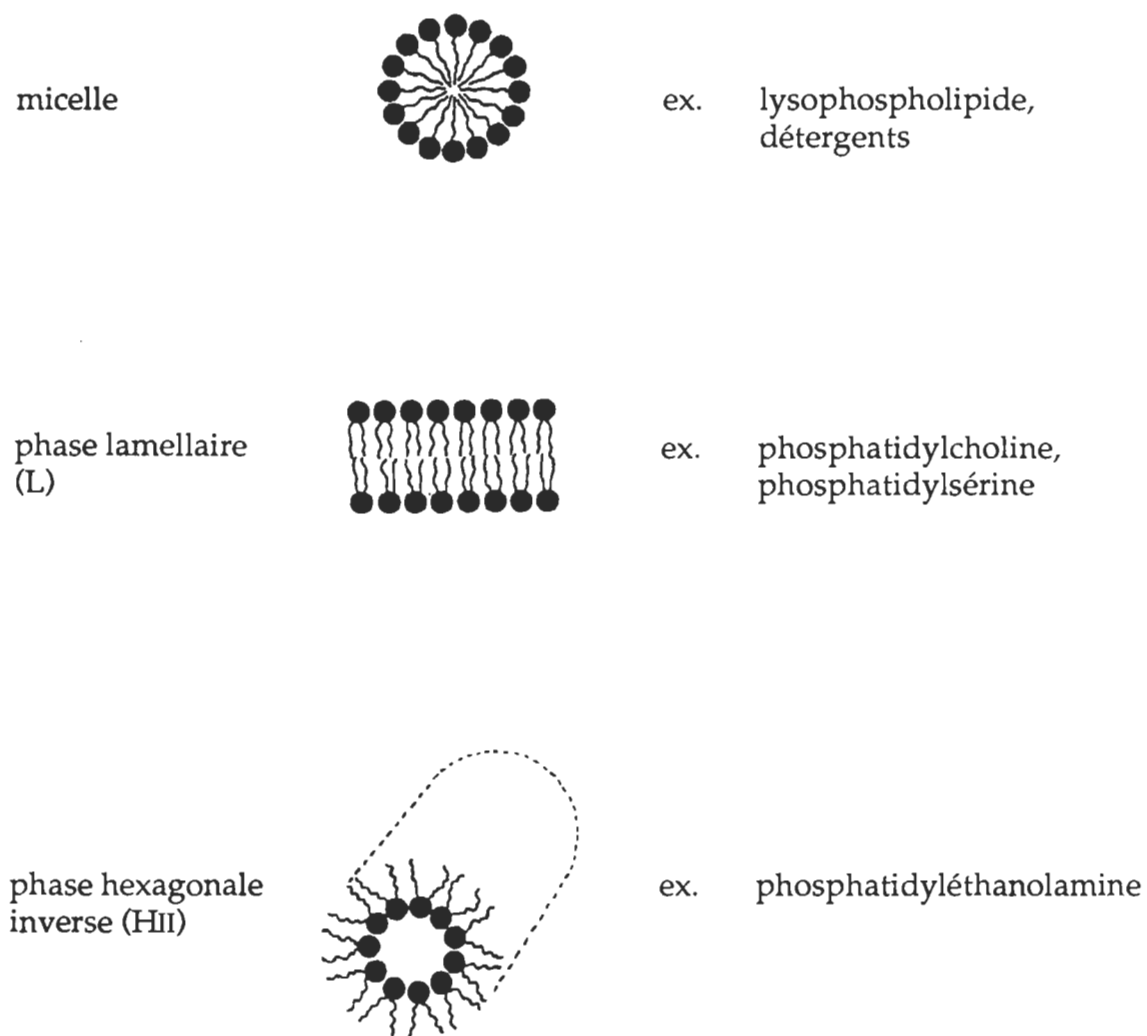 micelle
ex.
lysophospholipide,
détergents
phase lamellaire
(L)
ex.
phosphatidylcholine,
phosphatidylsérine
phase hexagonale
inverse (HII)
ex.
phosphatidyléthanolamine